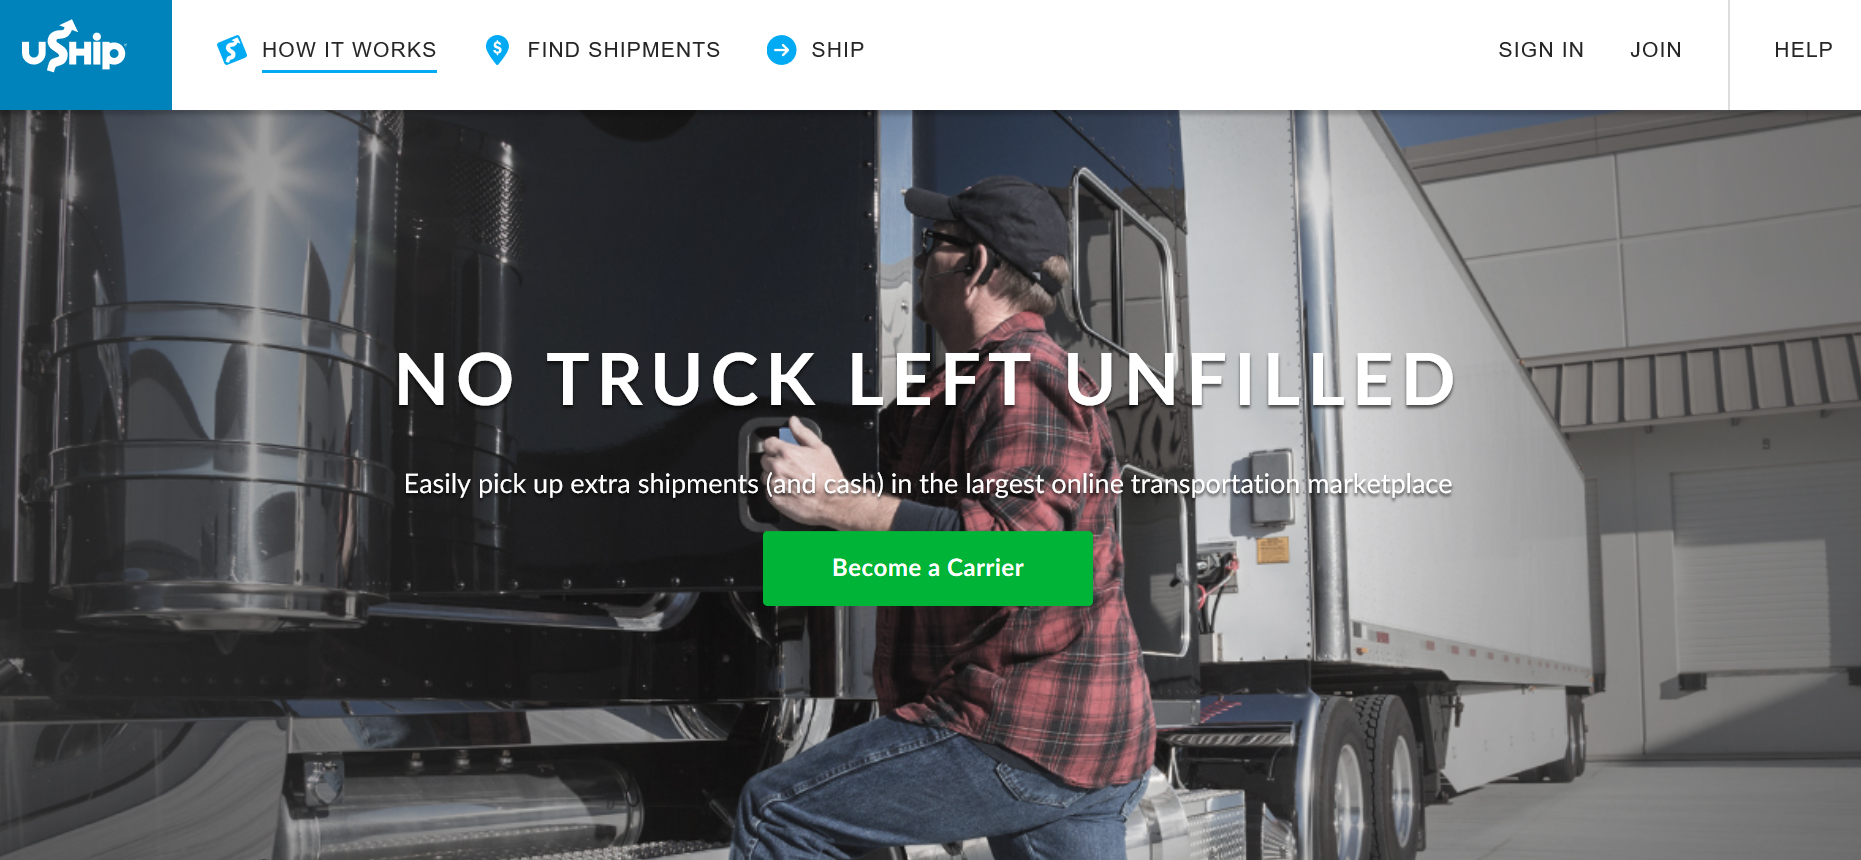 uShip
HOW IT WORKS
FIND SHIPMENTS
SHIP
SIGN IN
JOIN
HELP
NO TRUCK LEFT UNFILLED
Easily pick up extra shipments (and cash) in the largest online transportation marketplace
Become a Carrier